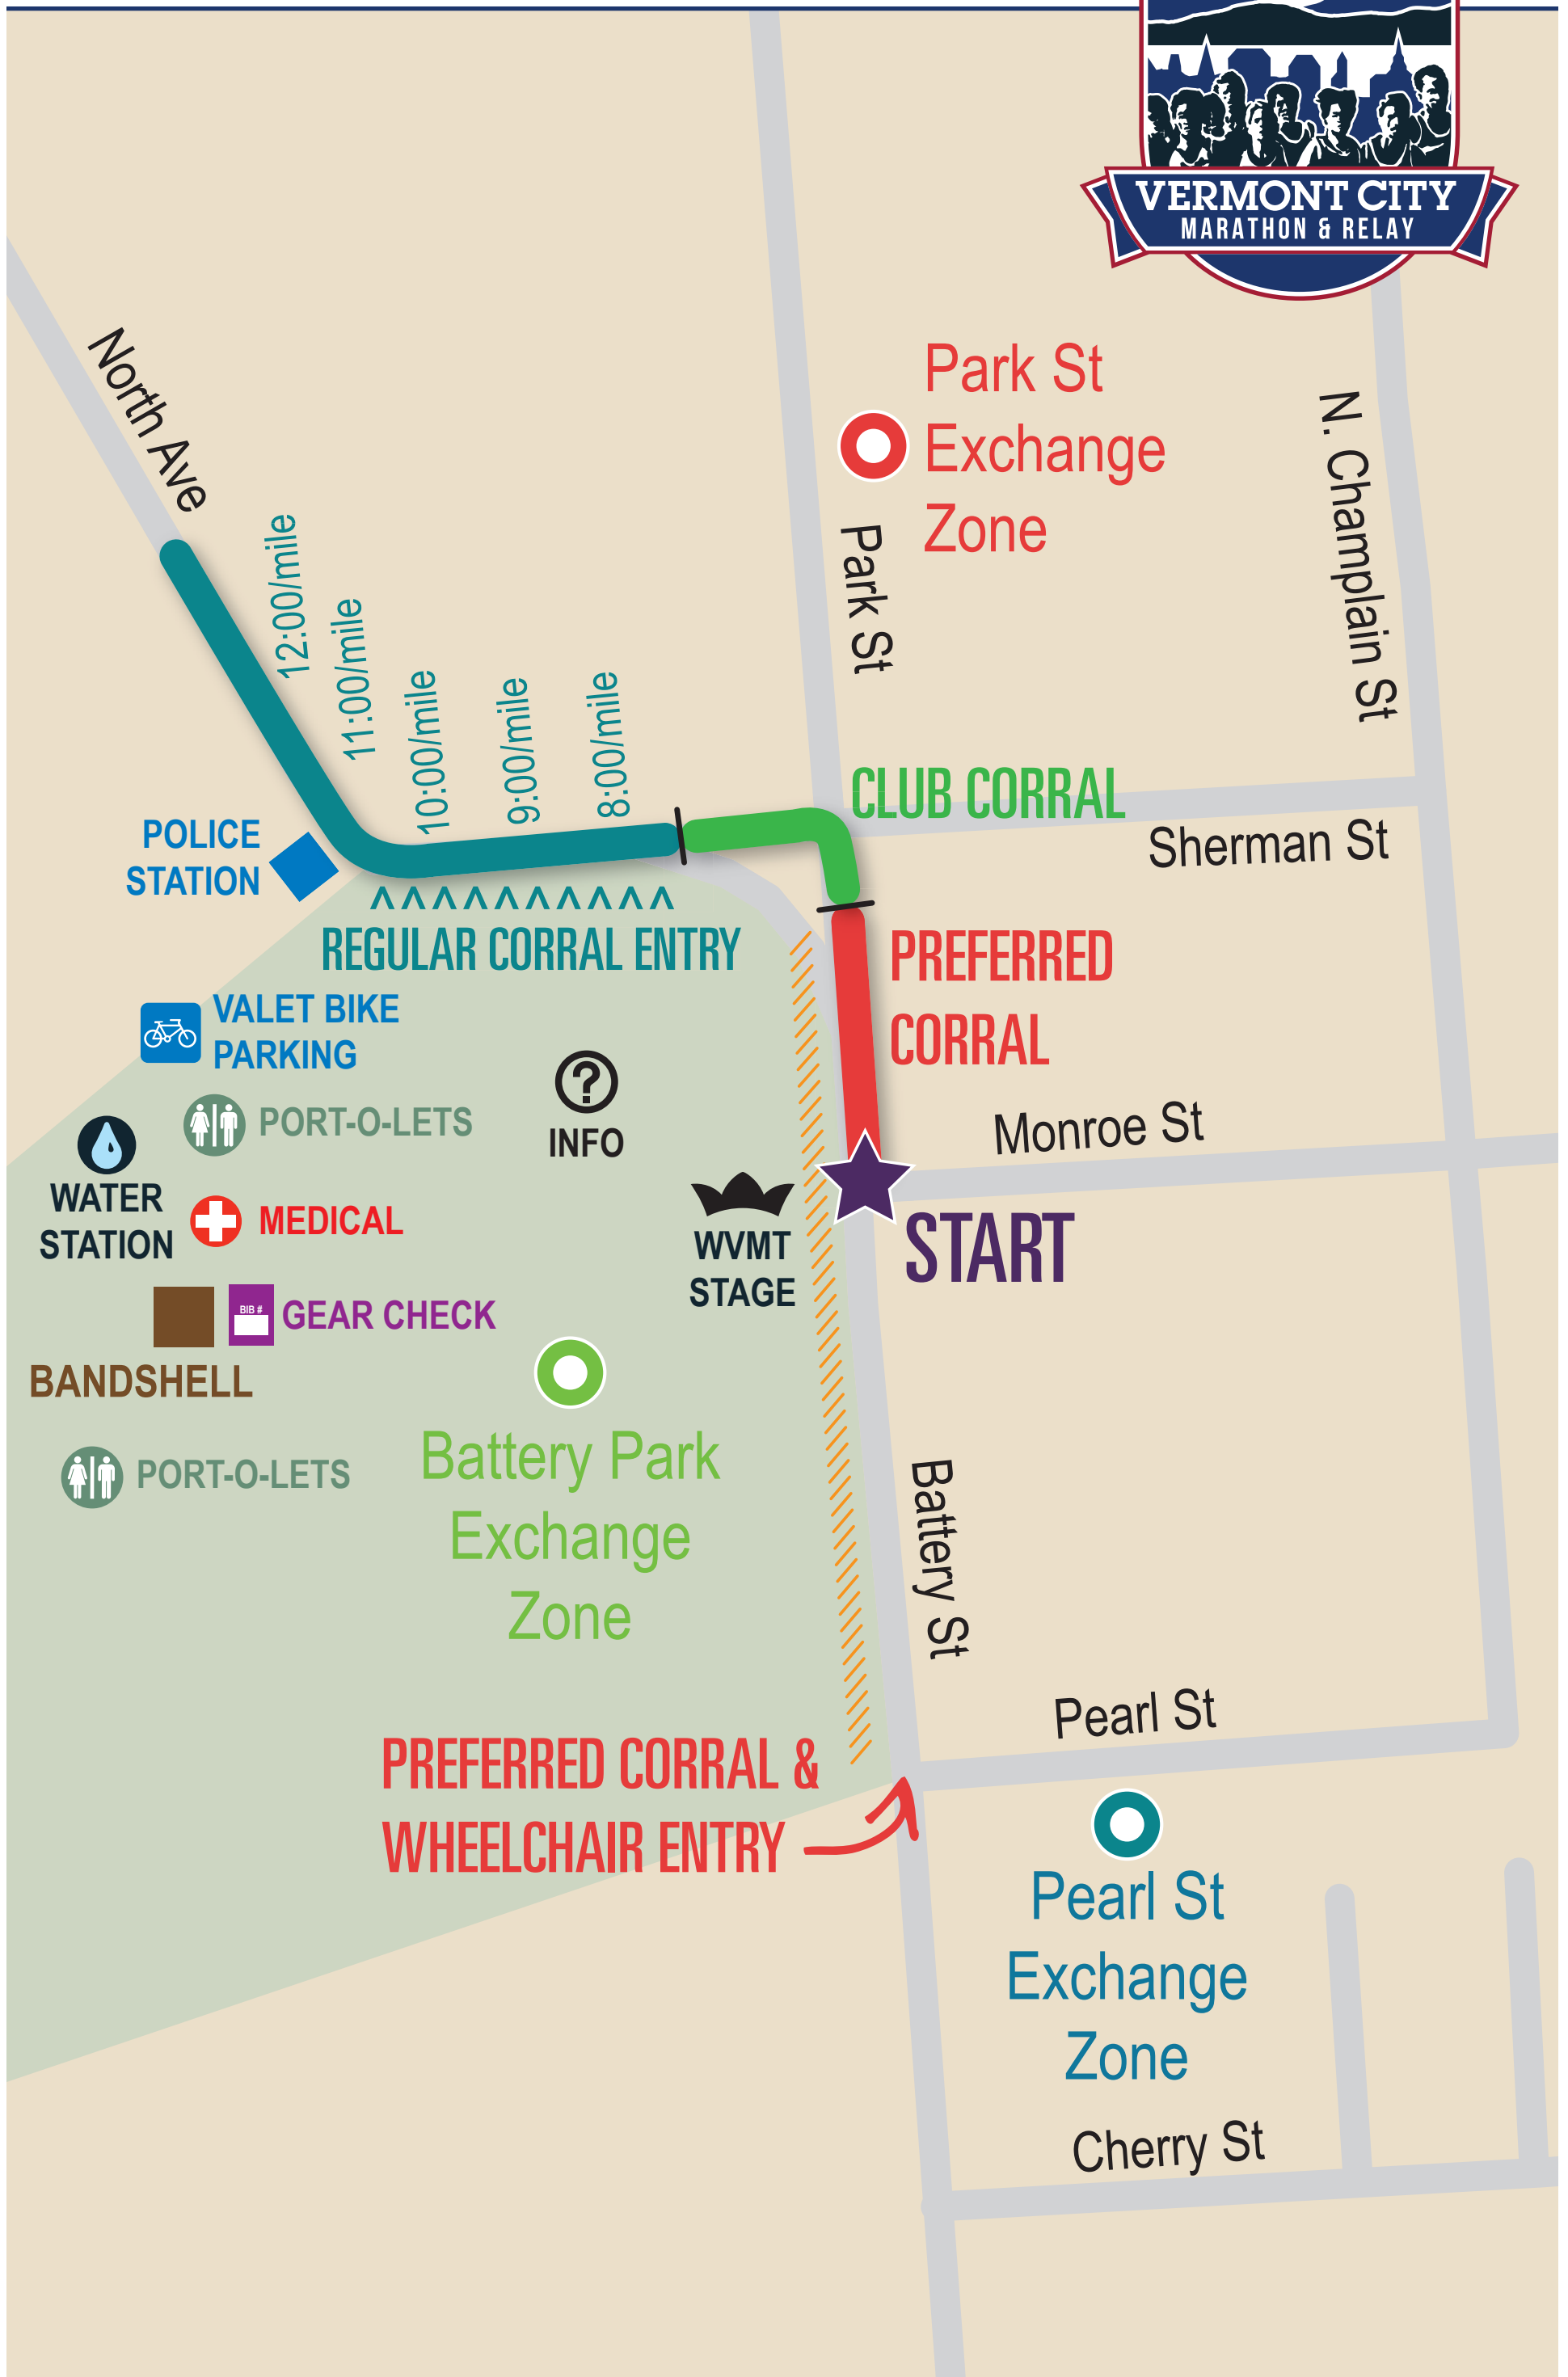 VERMONT CITY
MARATHON & RELAY
North Ave
Park St
Exchange
Zone
Park St
N. Champlain St
12:00/mile
11:00/mile
10:00/mile
9:00/mile
8:00/mile
CLUB CORRAL
Sherman St
POLICE
STATION
REGULAR CORRAL ENTRY
PREFERRED
CORRAL
VALET BIKE
PARKING
PORT-O-LETS
?
INFO
Monroe St
WATER
STATION
MEDICAL
WVMT
STAGE
START
BIB #
GEAR CHECK
BANDSHELL
Battery Park
Exchange
Zone
PORT-O-LETS
Battery St
Pearl St
PREFERRED CORRAL &
WHEELCHAIR ENTRY
Pearl St
Exchange
Zone
Cherry St